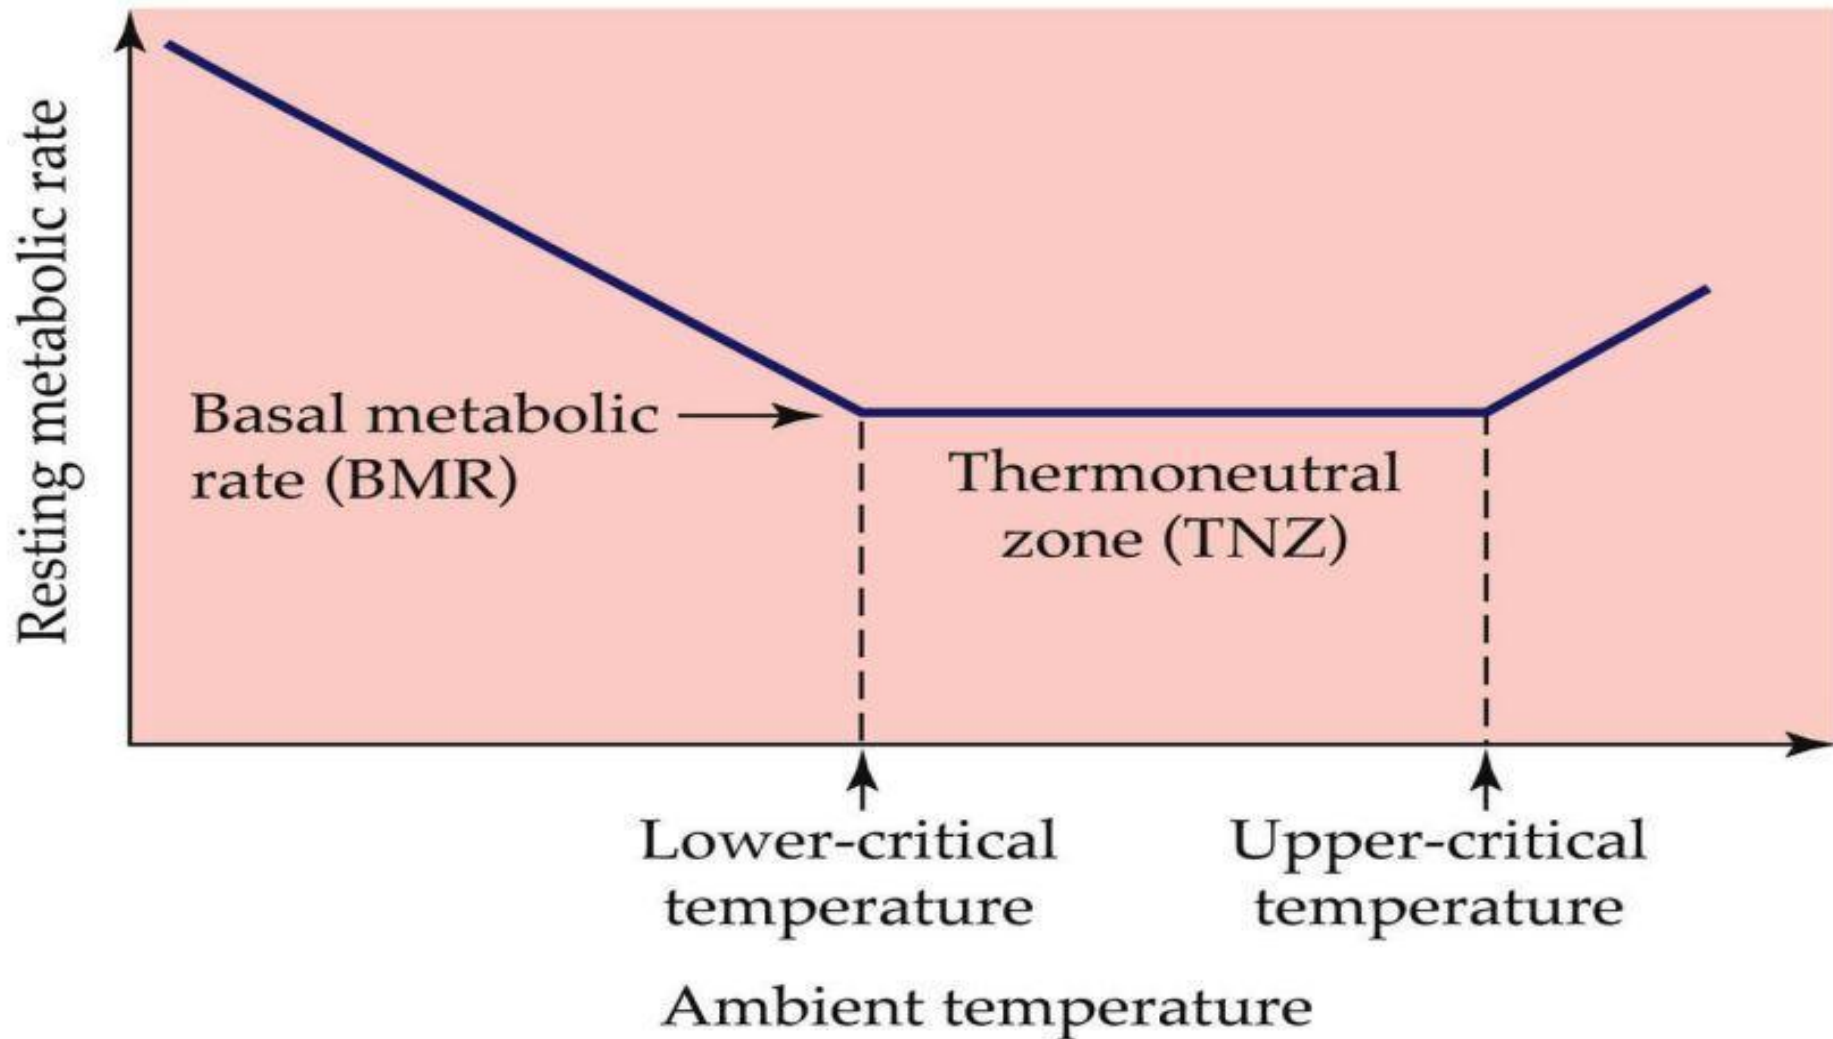 Resting metabolic rate
Basal metabolic
rate (BMR)
Thermoneutral
zone (TNZ)
Lower-critical
temperature
Upper-critical
temperature
Ambient temperature